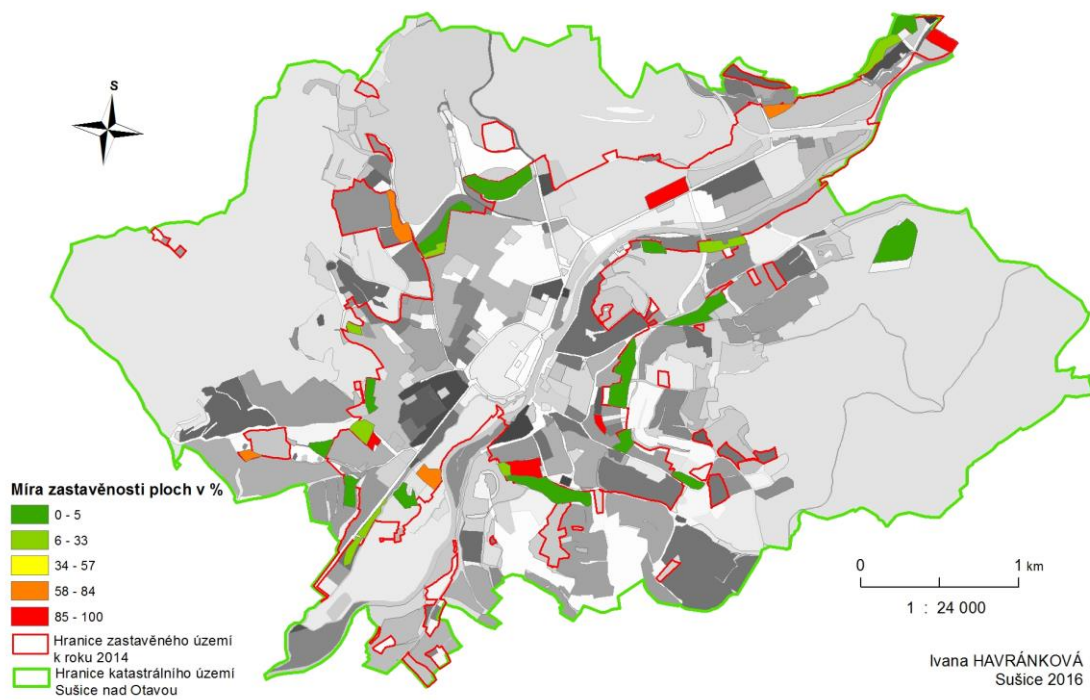 S
Míra zastavěnosti ploch v %
0 - 5
6 - 33
34 - 57
58 - 84
85 - 100
Hranice zastavěného území
k roku 2014
Hranice katastrálního území
Sušice nad Otavou
0 1 km
1 : 24 000
Ivana HAVRÁNKOVÁ
Sušice 2016